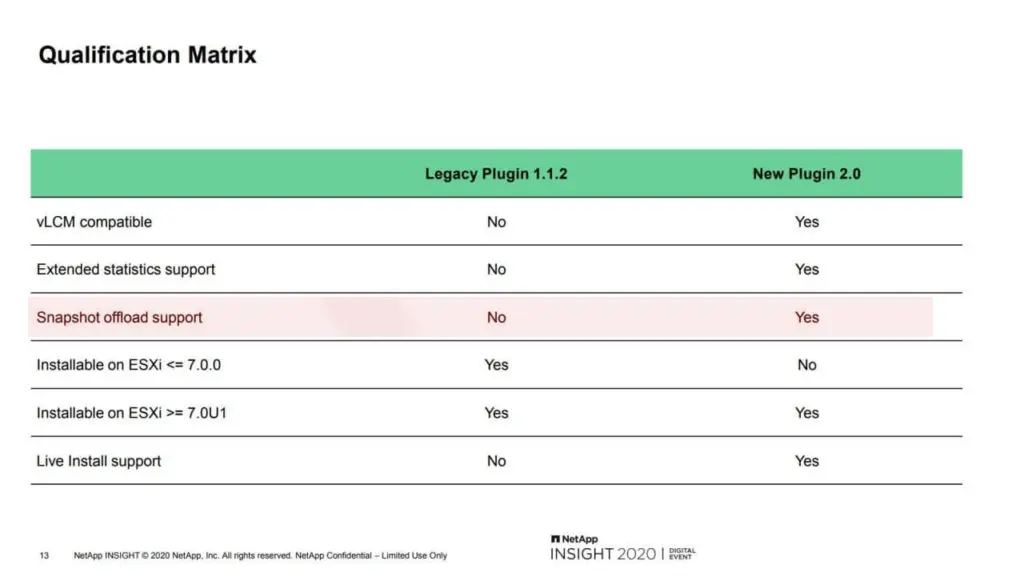 Qualification Matrix
Legacy Plugin 1.1.2 New Plugin 2.0
vLCM compatible No Yes
Extended statistics support No Yes
Snapshot offload support No Yes
Installable on ESXi <= 7.0.0 Yes No
Installable on ESXi >= 7.0U1 Yes Yes
Live Install support No Yes
13 NetApp INSIGHT © 2020 NetApp, Inc. All rights reserved. NetApp Confidential – Limited Use Only
NetApp
INSIGHT 2020 | DIGITAL EVENT